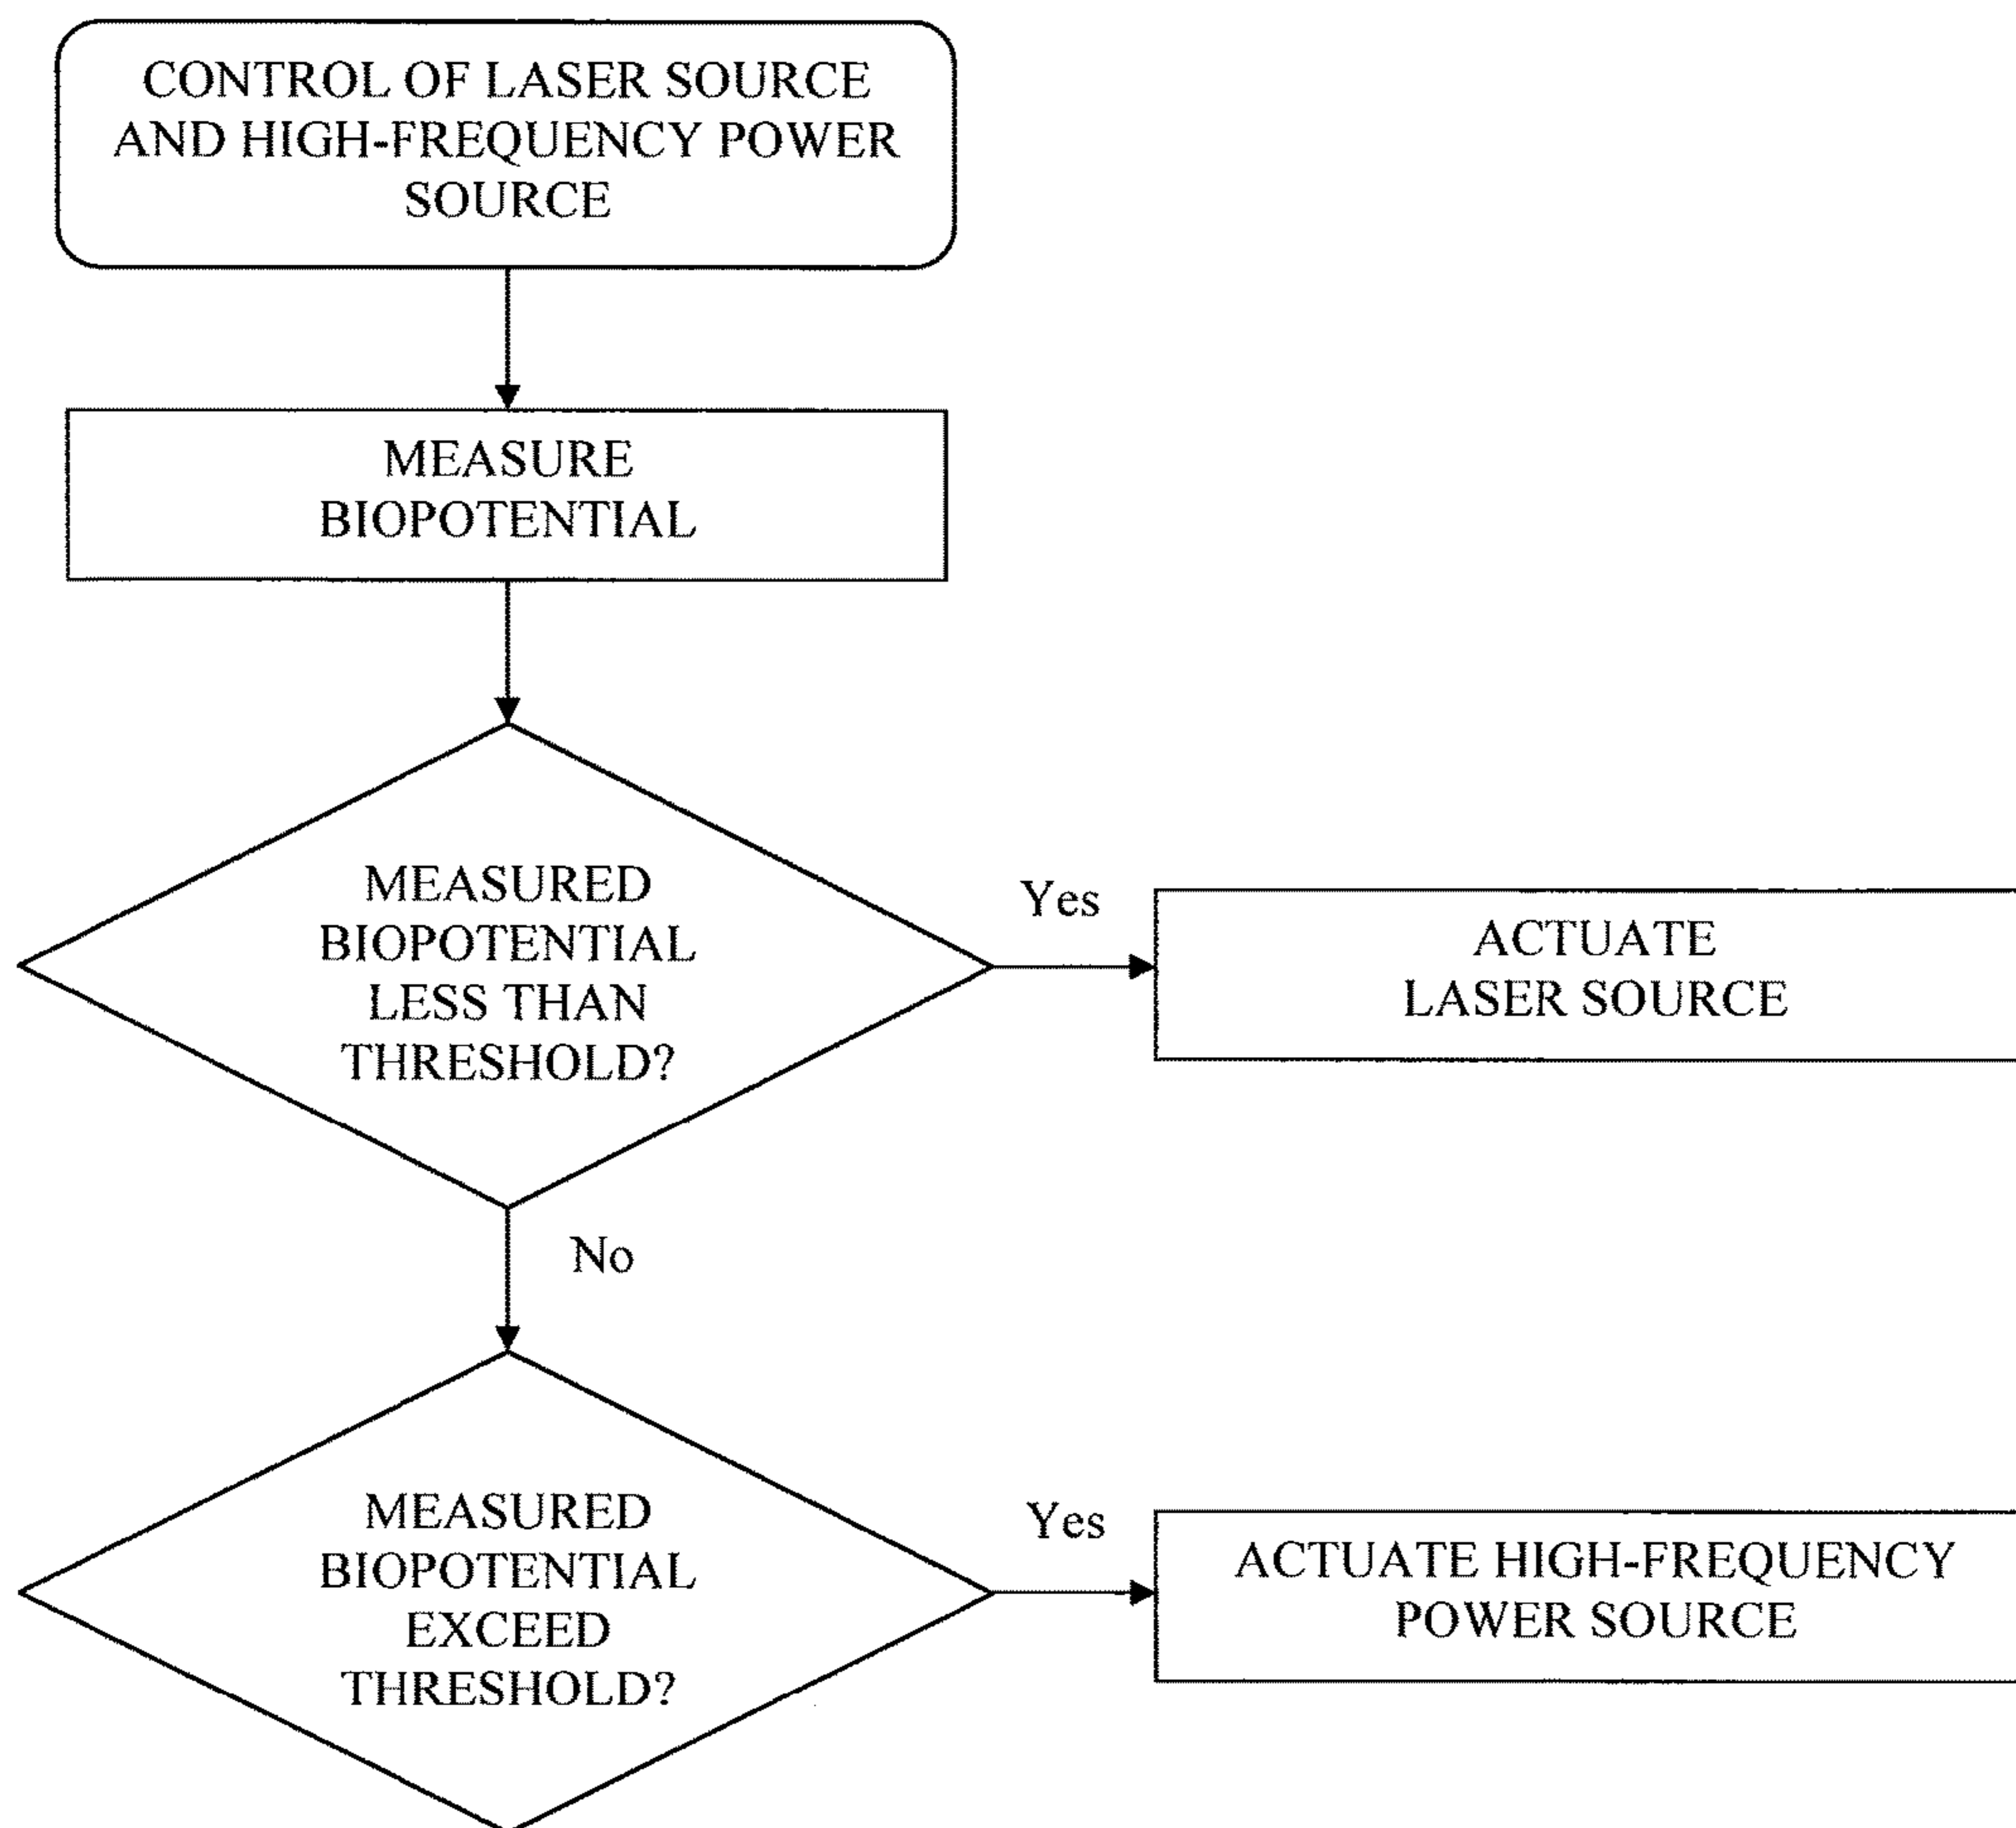 CONTROL OF LASER SOURCE
AND HIGH-FREQUENCY POWER
SOURCE
MEASURE
BIOPOTENTIAL
MEASURED
BIOPOTENTIAL
LESS THAN
THRESHOLD?
Yes
ACTUATE
LASER SOURCE
No
MEASURED
BIOPOTENTIAL
EXCEED
THRESHOLD?
Yes
ACTUATE HIGH-FREQUENCY
POWER SOURCE